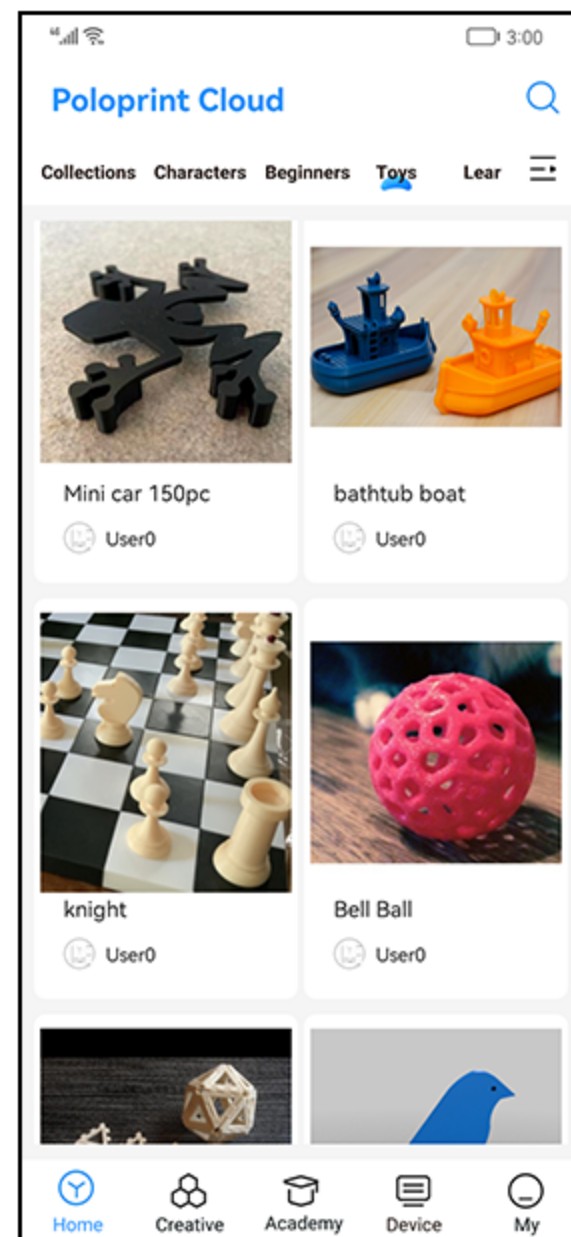 3:00
Poloprint Cloud
Collections Characters Beginners Toys Lear
Mini car 150pc
User0
bathtub boat
User0
knight
User0
Bell Ball
User0
Home Creative Academy Device My